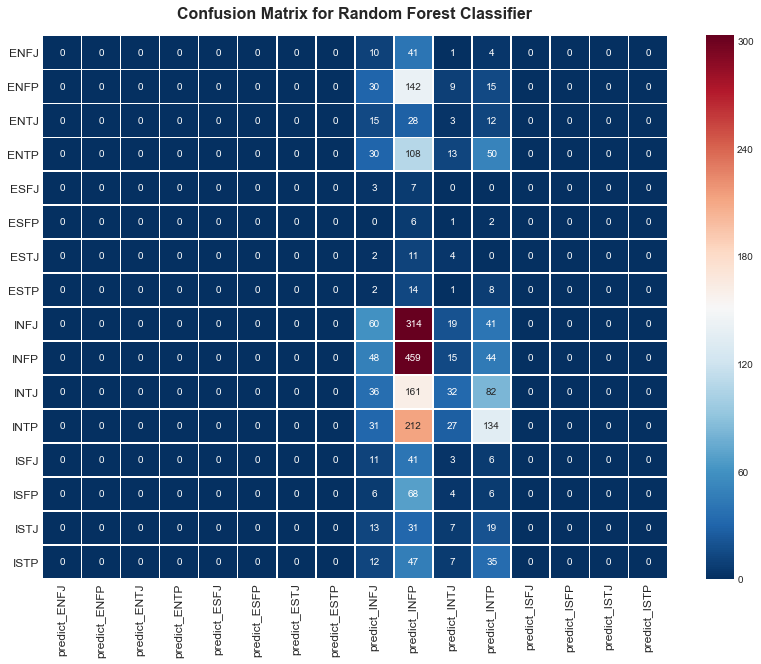 Confusion Matrix for Random Forest Classifier
ENFJ 0 0 0 0 0 0 0 0 10 41 1 4 0 0 0 0
ENFP 0 0 0 0 0 0 0 0 30 142 9 15 0 0 0 0
ENTJ 0 0 0 0 0 0 0 0 15 28 3 12 0 0 0 0
ENTP 0 0 0 0 0 0 0 0 30 108 13 50 0 0 0 0
ESFJ 0 0 0 0 0 0 0 0 3 7 0 0 0 0 0 0
ESFP 0 0 0 0 0 0 0 0 0 6 1 2 0 0 0 0
ESTJ 0 0 0 0 0 0 0 0 2 11 4 0 0 0 0 0
ESTP 0 0 0 0 0 0 0 0 2 14 1 8 0 0 0 0
INFJ 0 0 0 0 0 0 0 0 60 314 19 41 0 0 0 0
INFP 0 0 0 0 0 0 0 0 48 459 15 44 0 0 0 0
INTJ 0 0 0 0 0 0 0 0 36 161 32 82 0 0 0 0
INTP 0 0 0 0 0 0 0 0 31 212 27 134 0 0 0 0
ISFJ 0 0 0 0 0 0 0 0 11 41 3 6 0 0 0 0
ISFP 0 0 0 0 0 0 0 0 6 68 4 6 0 0 0 0
ISTJ 0 0 0 0 0 0 0 0 13 31 7 19 0 0 0 0
ISTP 0 0 0 0 0 0 0 0 12 47 7 35 0 0 0 0
predict_ENFJ
predict_ENFP
predict_ENTJ
predict_ENTP
predict_ESFJ
predict_ESFP
predict_ESTJ
predict_ESTP
predict_INFJ
predict_INFP
predict_INTJ
predict_INTP
predict_ISFJ
predict_ISFP
predict_ISTJ
predict_ISTP
300
240
180
120
60
0